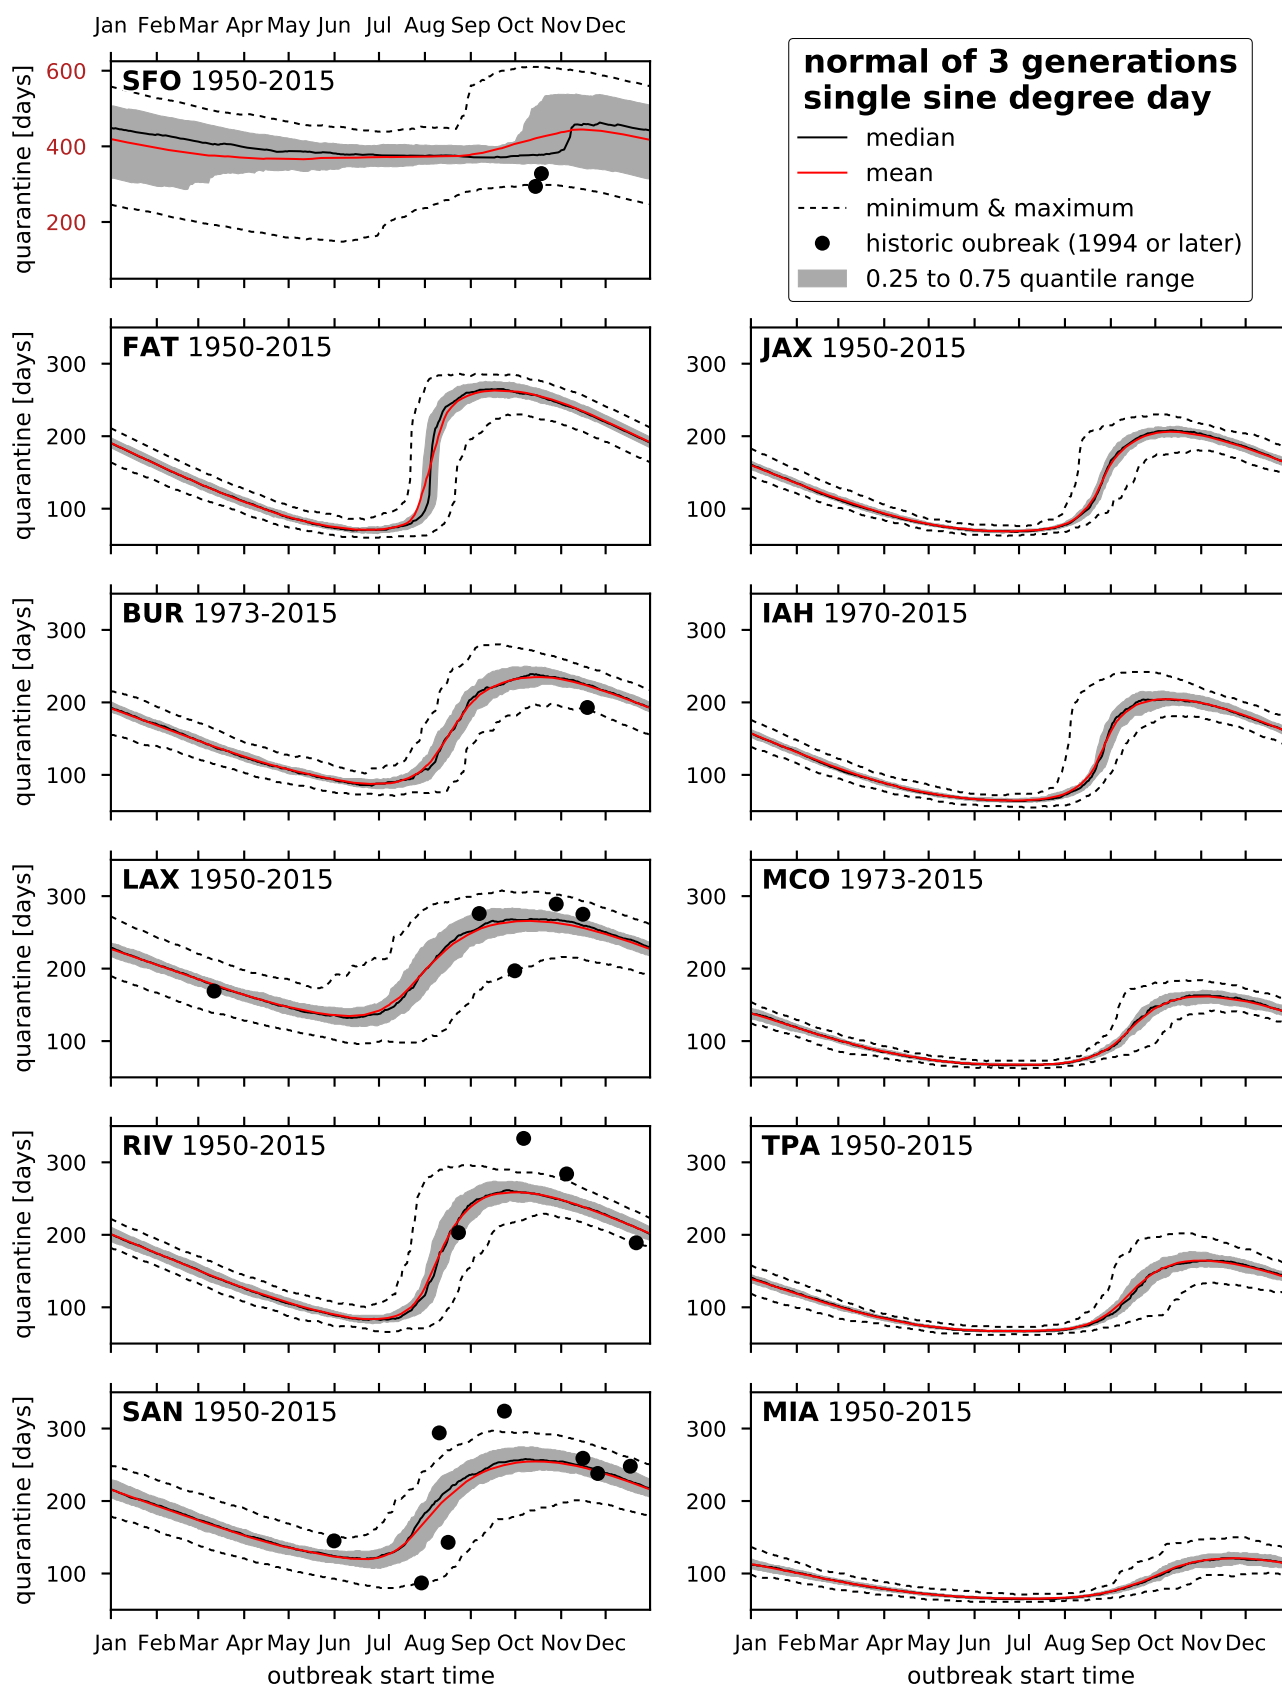 Jan Feb Mar Apr May Jun Jul Aug Sep Oct Nov Dec
quarantine [days]
600
400
200
SFO 1950-2015
normal of 3 generations
single sine degree day
median
mean
minimum & maximum
historic oubreak (1994 or later)
0.25 to 0.75 quantile range
quarantine [days]
300
200
100
FAT 1950-2015
300
200
100
JAX 1950-2015
quarantine [days]
300
200
100
BUR 1973-2015
300
200
100
IAH 1970-2015
quarantine [days]
300
200
100
LAX 1950-2015
300
200
100
MCO 1973-2015
quarantine [days]
300
200
100
RIV 1950-2015
300
200
100
TPA 1950-2015
quarantine [days]
300
200
100
SAN 1950-2015
300
200
100
MIA 1950-2015
Jan Feb Mar Apr May Jun Jul Aug Sep Oct Nov Dec
outbreak start time
Jan Feb Mar Apr May Jun Jul Aug Sep Oct Nov Dec
outbreak start time